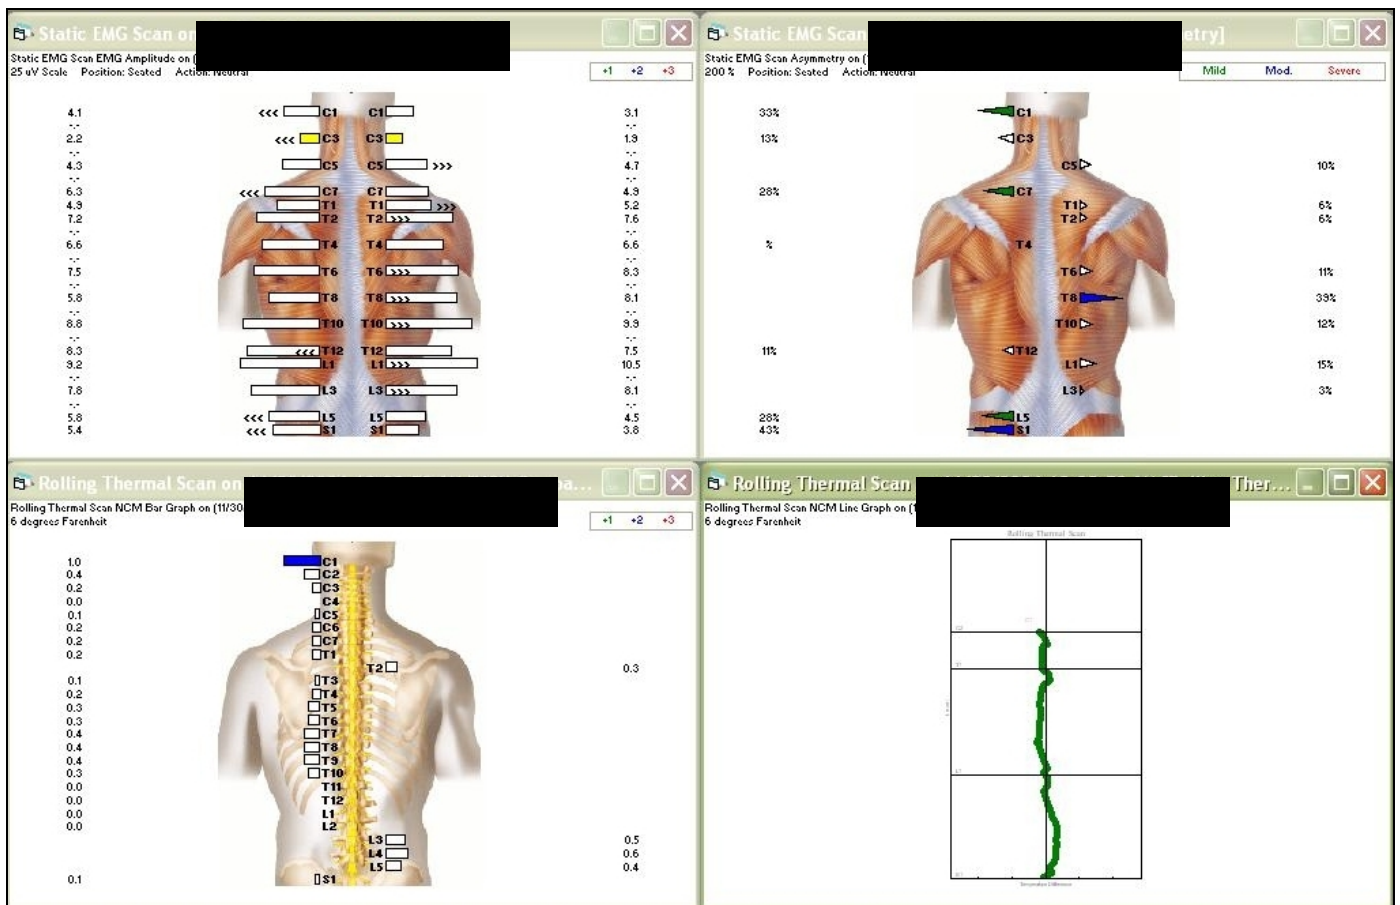 Static EMG Scan on
Static EMG Scan EMG Amplitude on (
25 uV Scale Position: Seated Action: Neutral
+1 +2 +3
4.1 <<< C1 C1 3.1
-.- -.-
2.2 <<< C3 C3 1.9
-.- -.-
4.3 C5 C5 >>> 4.7
-.- -.-
6.3 <<< C7 C7 4.9
4.9 T1 T1 >>> 5.2
7.2 T2 T2 >>> 7.6
-.- -.-
6.6 T4 T4 6.6
-.- -.-
7.5 T6 T6 >>> 8.3
-.- -.-
5.8 T8 T8 >>> 8.1
-.- -.-
8.8 T10 T10 >>> 9.9
-.- -.-
8.3 <<< T12 T12 7.5
9.2 L1 L1 >>> 10.5
-.- -.-
7.8 L3 L3 >>> 8.1
-.- -.-
5.8 <<< L5 L5 4.5
5.4 <<< S1 S1 3.8
Static EMG Scan etry]
Static EMG Scan Asymmetry on (
200 % Position: Seated Action: Neutral
Mild Mod. Severe
33% C1
13% C3
C5 10%
28% C7
T1 6%
T2 6%
% T4
T6 11%
T8 39%
T10 12%
11% T12
L1 15%
L3 3%
28% L5
43% S1
Rolling Thermal Scan on a...
Rolling Thermal Scan NCM Bar Graph on (11/30
6 degrees Farenheit
+1 +2 +3
1.0 C1
0.4 C2
0.2 C3
0.0 C4
0.1 C5
0.2 C6
0.2 C7
0.2 T1
T2 0.3
0.1 T3
0.2 T4
0.3 T5
0.3 T6
0.4 T7
0.4 T8
0.4 T9
0.3 T10
0.0 T11
0.0 T12
0.0 L1
0.0 L2
L3 0.5
L4 0.6
L5 0.4
0.1 S1
Rolling Thermal Scan Ther...
Rolling Thermal Scan NCM Line Graph on (1
6 degrees Farenheit
Rolling Thermal Scan
Temperature Difference